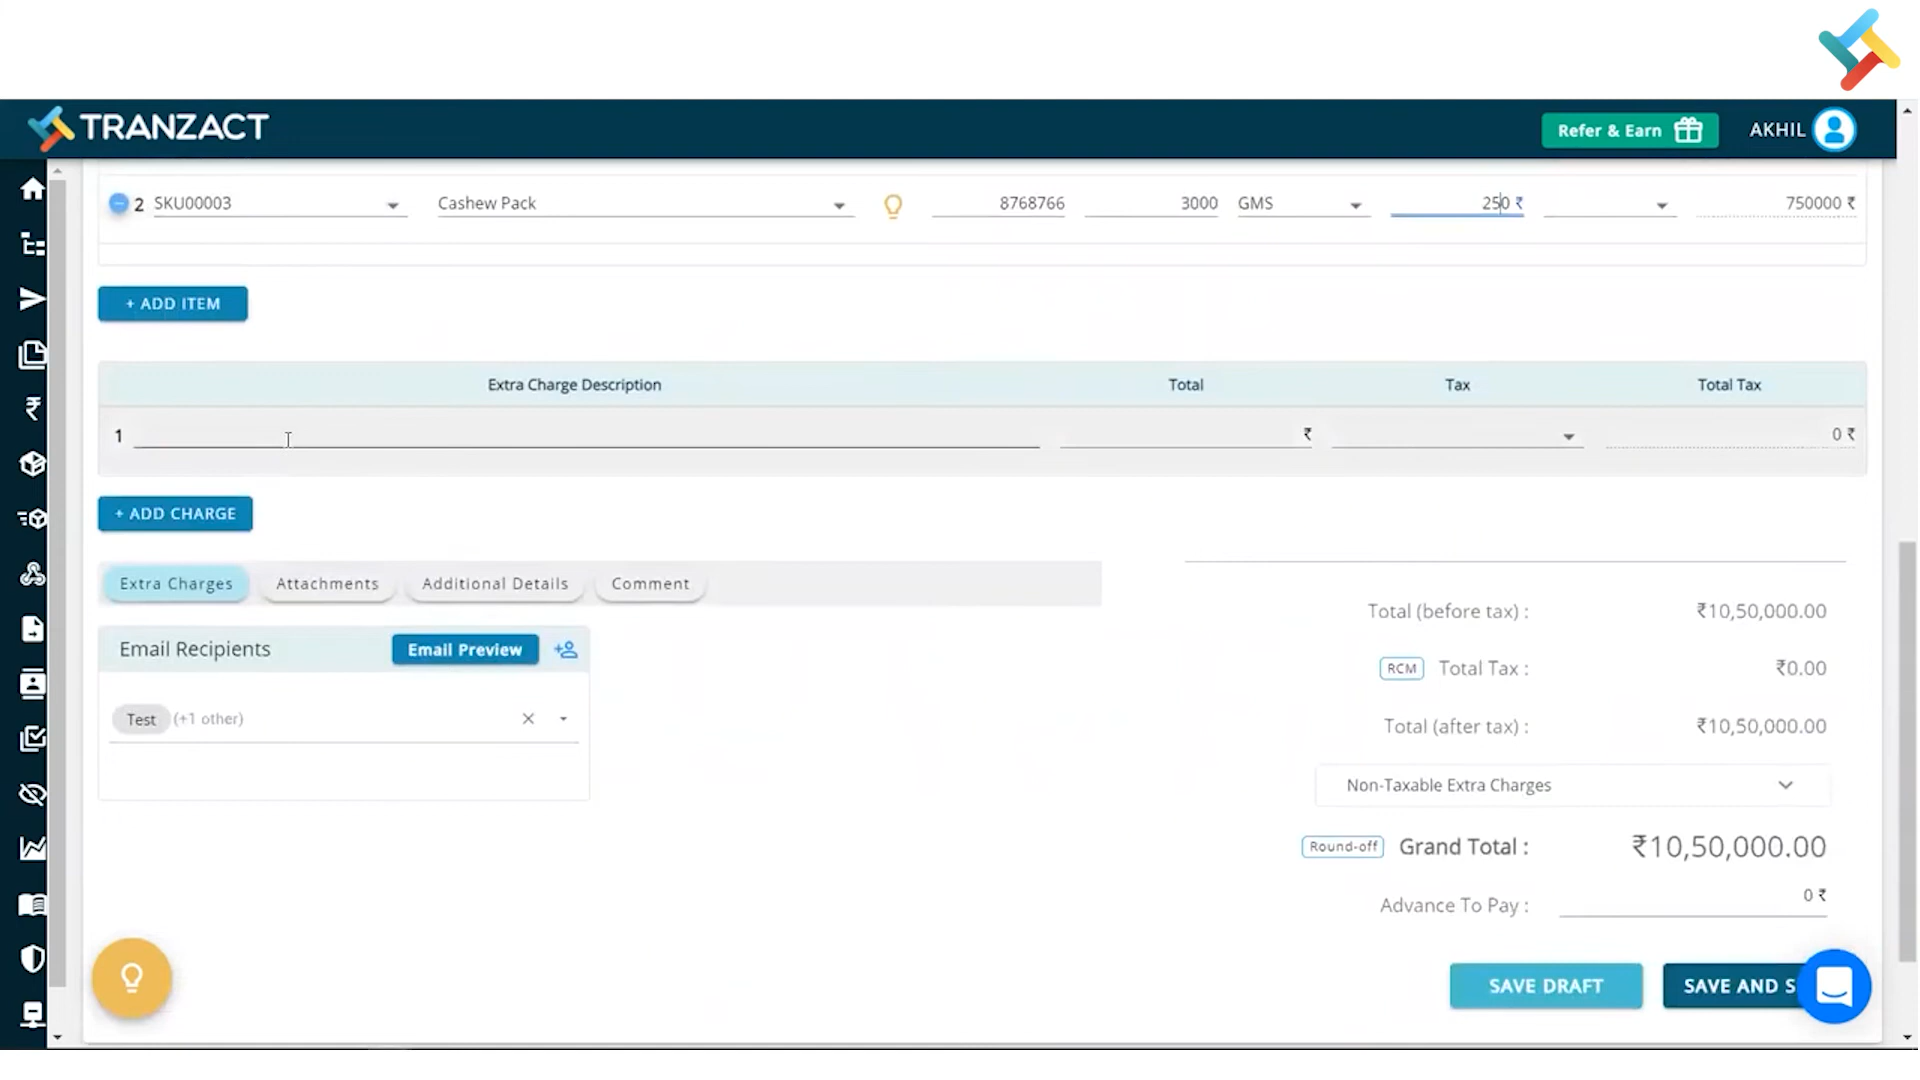 TRANZACT
Refer & Earn
AKHIL
2 SKU00003 Cashew Pack 8768766 3000 GMS 250 ₹ 750000 ₹
+ ADD ITEM
Extra Charge Description Total Tax Total Tax
1 ₹ 0 ₹
+ ADD CHARGE
Extra Charges Attachments Additional Details Comment
Total (before tax) : ₹10,50,000.00
Email Recipients Email Preview
RCM Total Tax : ₹0.00
Test (+1 other)
Total (after tax) : ₹10,50,000.00
Non-Taxable Extra Charges
Round-off Grand Total : ₹10,50,000.00
Advance To Pay : 0 ₹
SAVE DRAFT SAVE AND S